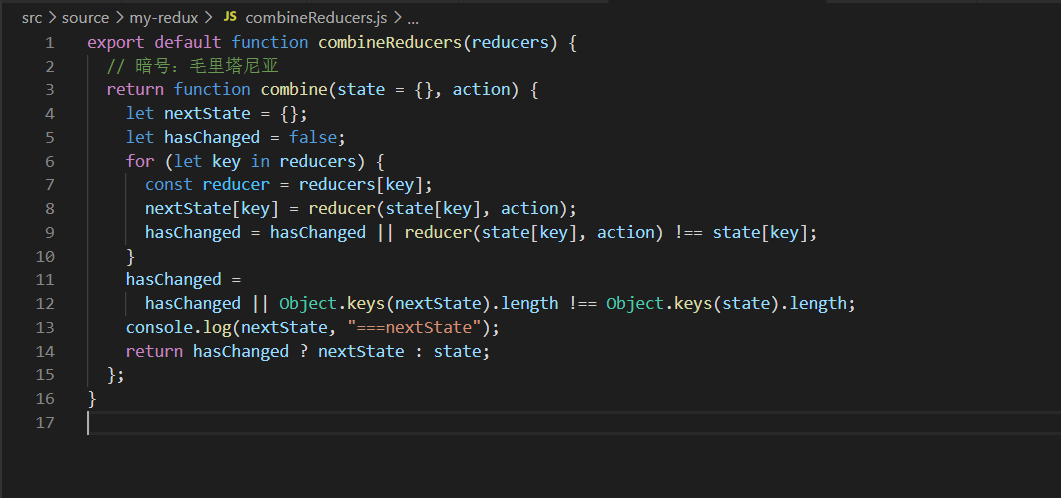 src > source > my-redux > JS combineReducers.js > ...
1 export default function combineReducers(reducers) {
2 // 暗号：毛里塔尼亚
3 return function combine(state = {}, action) {
4 let nextState = {};
5 let hasChanged = false;
6 for (let key in reducers) {
7 const reducer = reducers[key];
8 nextState[key] = reducer(state[key], action);
9 hasChanged = hasChanged || reducer(state[key], action) !== state[key];
10 }
11 hasChanged =
12 hasChanged || Object.keys(nextState).length !== Object.keys(state).length;
13 console.log(nextState, "===nextState");
14 return hasChanged ? nextState : state;
15 };
16 }
17